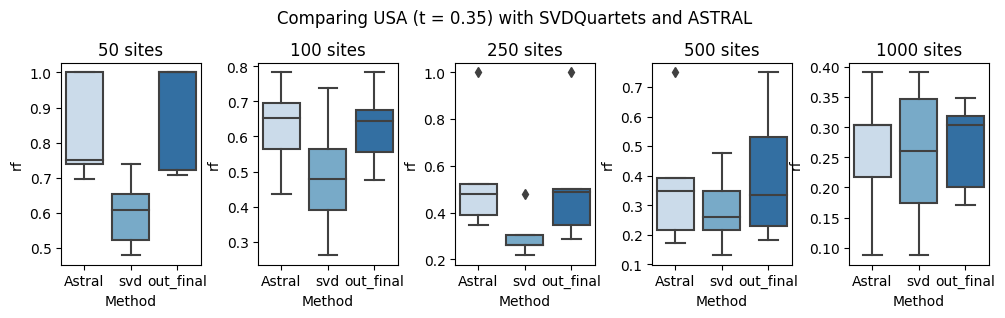 Comparing USA (t = 0.35) with SVDQuartets and ASTRAL
50 sites
1.0
0.9
0.8
0.7
0.6
0.5
rf
Astral svd out_final
Method
100 sites
0.8
0.7
0.6
0.5
0.4
0.3
rf
Astral svd out_final
Method
250 sites
1.0
0.8
0.6
0.4
0.2
rf
Astral svd out_final
Method
500 sites
0.7
0.6
0.5
0.4
0.3
0.2
0.1
rf
Astral svd out_final
Method
1000 sites
0.40
0.35
0.30
0.25
0.20
0.15
0.10
rf
Astral svd out_final
Method